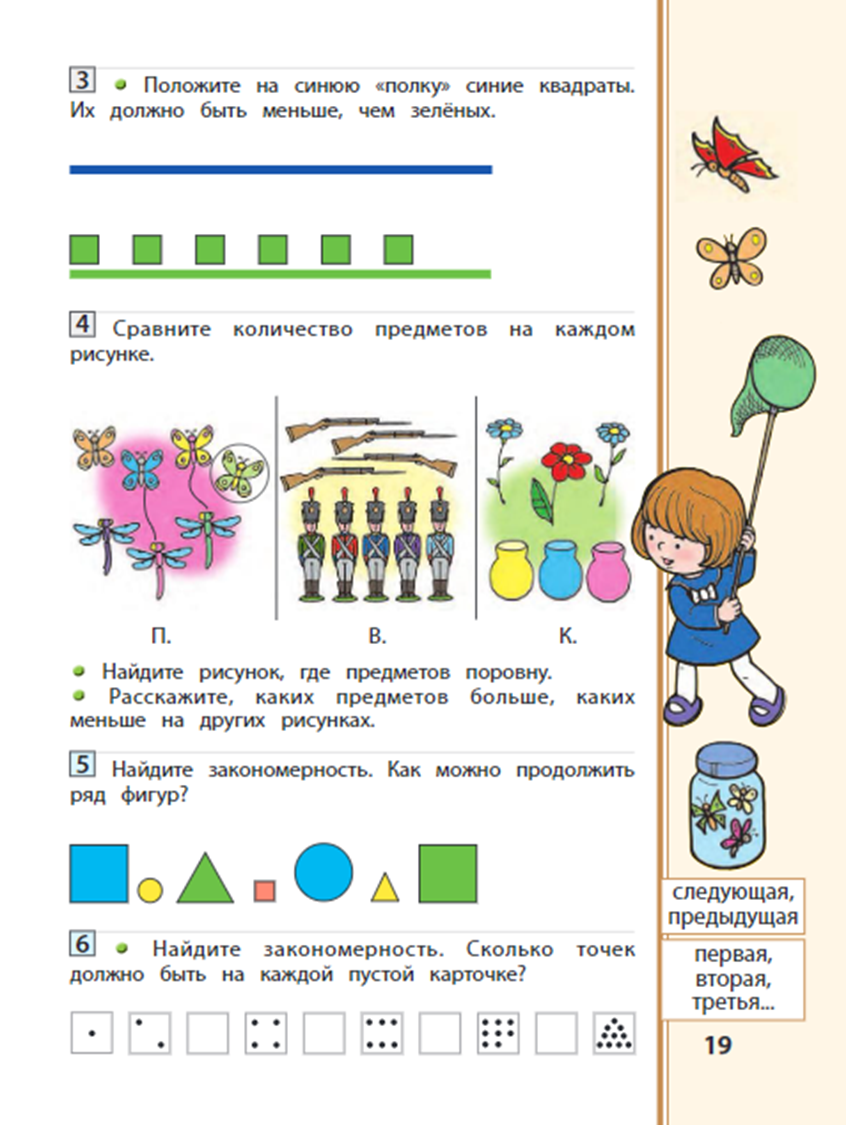 3 Положите на синюю «полку» синие квадраты.
Их должно быть меньше, чем зелёных.
4 Сравните количество предметов на каждом
рисунке.
П. В. К.
Найдите рисунок, где предметов поровну.
Расскажите, каких предметов больше, каких
меньше на других рисунках.
5 Найдите закономерность. Как можно продолжить
ряд фигур?
6 Найдите закономерность. Сколько точек
должно быть на каждой пустой карточке?
следующая,
предыдущая
первая,
вторая,
третья...
19